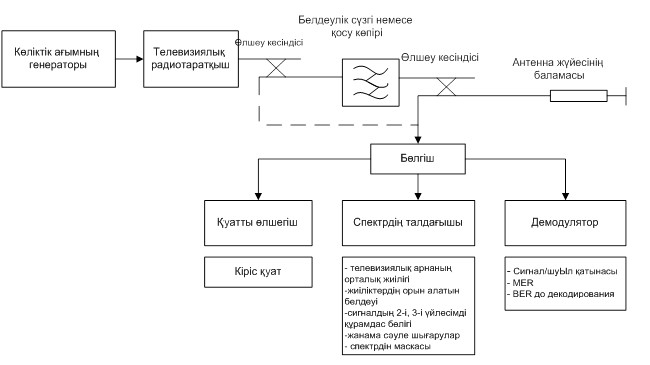 Белдеулік сүзгі немесе
қосу көпірі
Көліктік ағымның
генераторы
Телевизиялық
радиотаратқыш
Өлшеу кесіндісі
Өлшеу кесіндісі
Антенна жүйесінің
баламасы
Бөлгіш
Қуатты өлшегіш
Спектрдің талдағышы
Демодулятор
Кіріс қуат
- телевизиялық арнаның
орталық жиілігі
-жиіліктердің орын алатын
белдеуі
-сигналдың 2-і, 3-і үйлесімді
құрамдас бөлігі
-жанама сәуле шығарулар
- спектрдін маскасы
- Сигнал/шуЫл қатынасы
- MER
- BER до декодирования